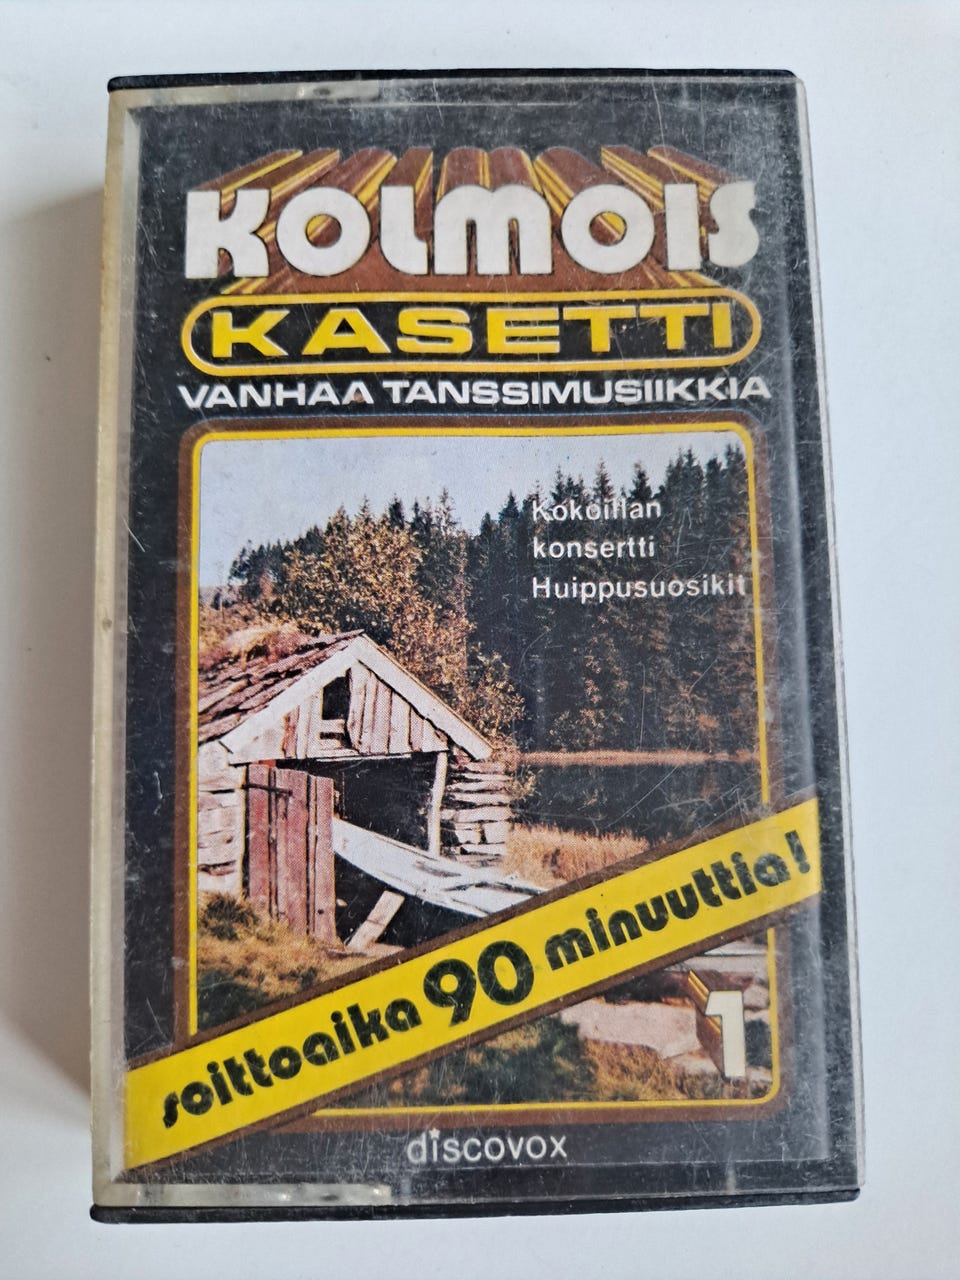 KOLMOIS
KASETTI
VANHAA TANSSIMUSIIKKIA
Kokoillan
konsertti
Huippusuosikit
soittoaika 90 minuuttia!
1
discovox